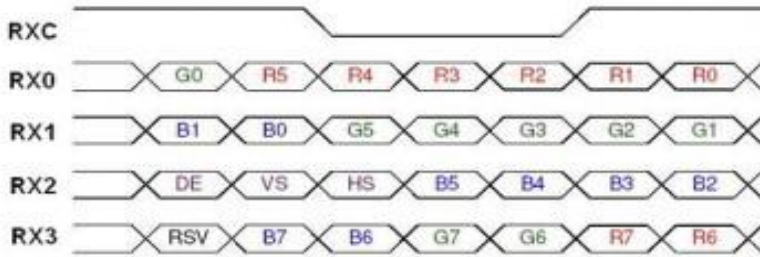 RXC
RX0 G0 R5 R4 R3 R2 R1 R0
RX1 B1 B0 G5 G4 G3 G2 G1
RX2 DE VS HS B5 B4 B3 B2
RX3 RSV B7 B6 G7 G6 R7 R6